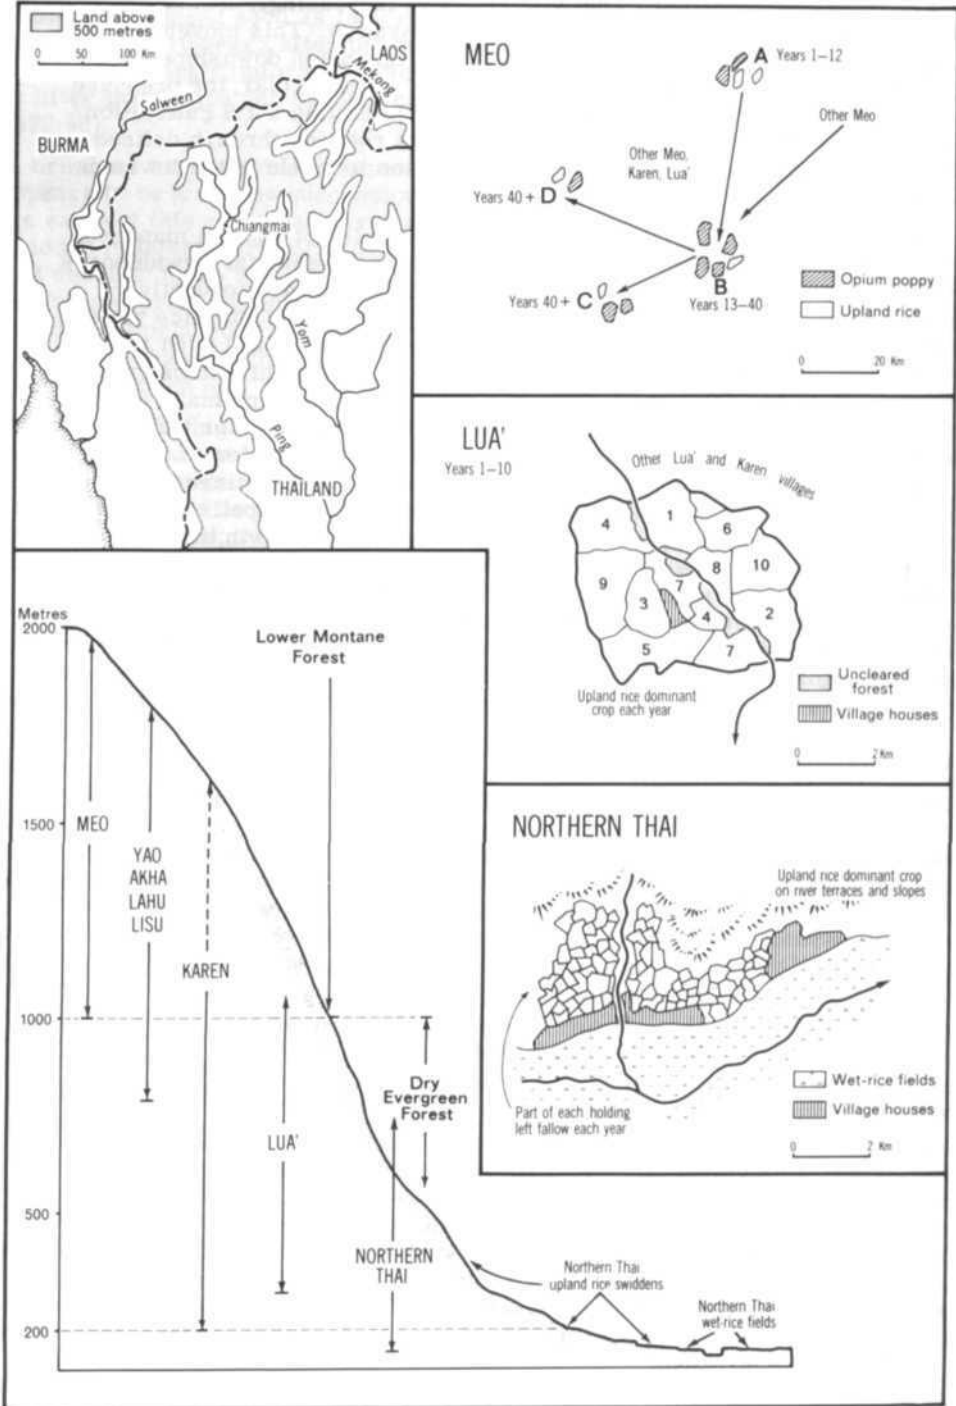 Land above
500 metres
0 50 100 Km
LAOS
Mekong
Salween
BURMA
Chiangmai
Yom
Ping
THAILAND
MEO
A Years 1–12
Other Meo
Other Meo,
Karen, Lua'
Years 40 + D
B
Years 13–40
Years 40 + C
Opium poppy
Upland rice
0 20 Km
LUA'
Years 1–10
Other Lua' and Karen villages
4
1
6
9
8
10
7
3
4
2
5
7
Upland rice dominant
crop each year
Uncleared
forest
Village houses
0 2 Km
NORTHERN THAI
Upland rice dominant crop
on river terraces and slopes
Part of each holding
left fallow each year
Wet-rice fields
Village houses
0 2 Km
Metres
2000
1500
1000
500
200
Lower Montane
Forest
MEO
YAO
AKHA
LAHU
LISU
KAREN
LUA'
Dry
Evergreen
Forest
NORTHERN
THAI
Northern Thai
upland rice swiddens
Northern Thai
wet-rice fields